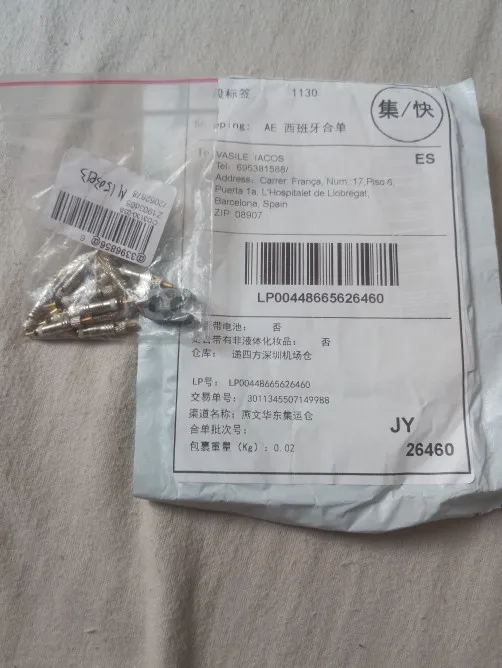 段标签 1130
集/快
pping: AE 西班牙合单
VASILE IACOS
ES
Tel. 695381588/
Address: Carrer França, Num.:17,Piso 6,
Puerta 1a, L'Hospitalet de Llobregat,
Barcelona, Spain
ZIP 08907
LP00448665626460
带电池: 否
带有非液体化妆品: 否
仓库: 递四方深圳机场仓
LP号: LP00448665626460
交易单号: 3011345507149988
渠道名称: 燕文华东集运仓
合单批次号:
JY
包裹重量 (Kg): 0.02
26460